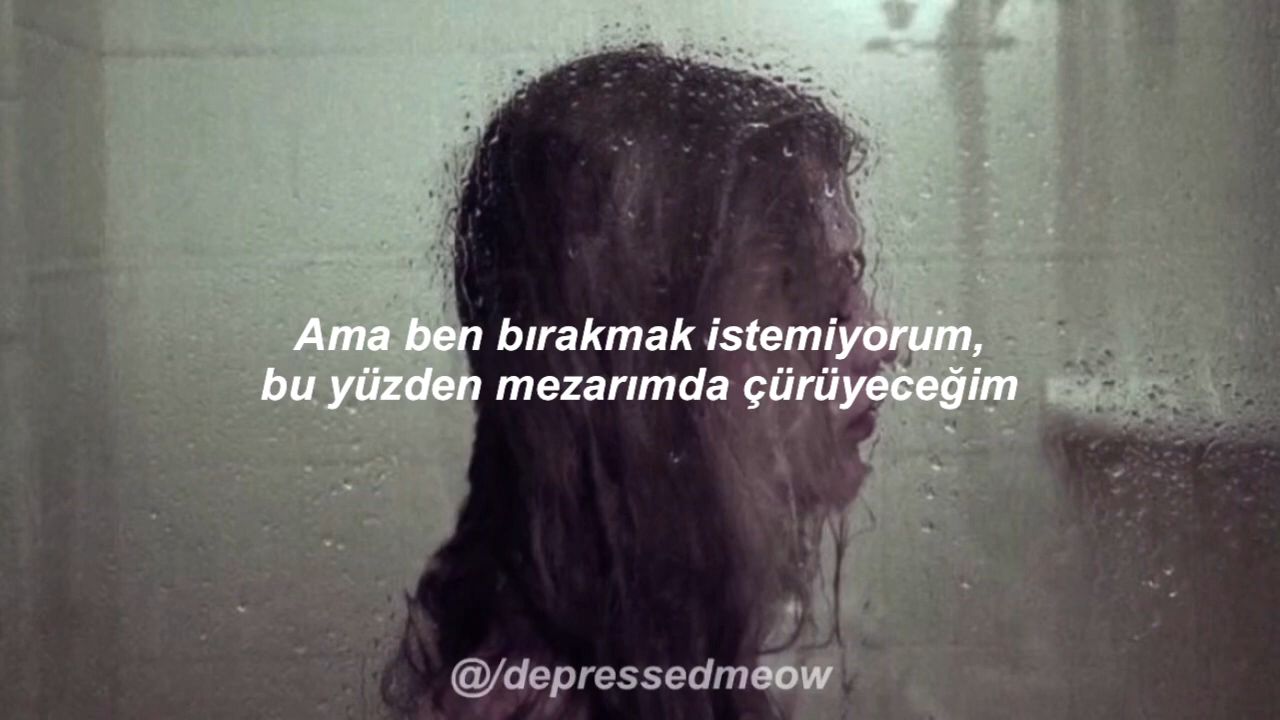 Ama ben bırakmak istemiyorum,
bu yüzden mezarımda çürüyeceğim
@/depressedmeow